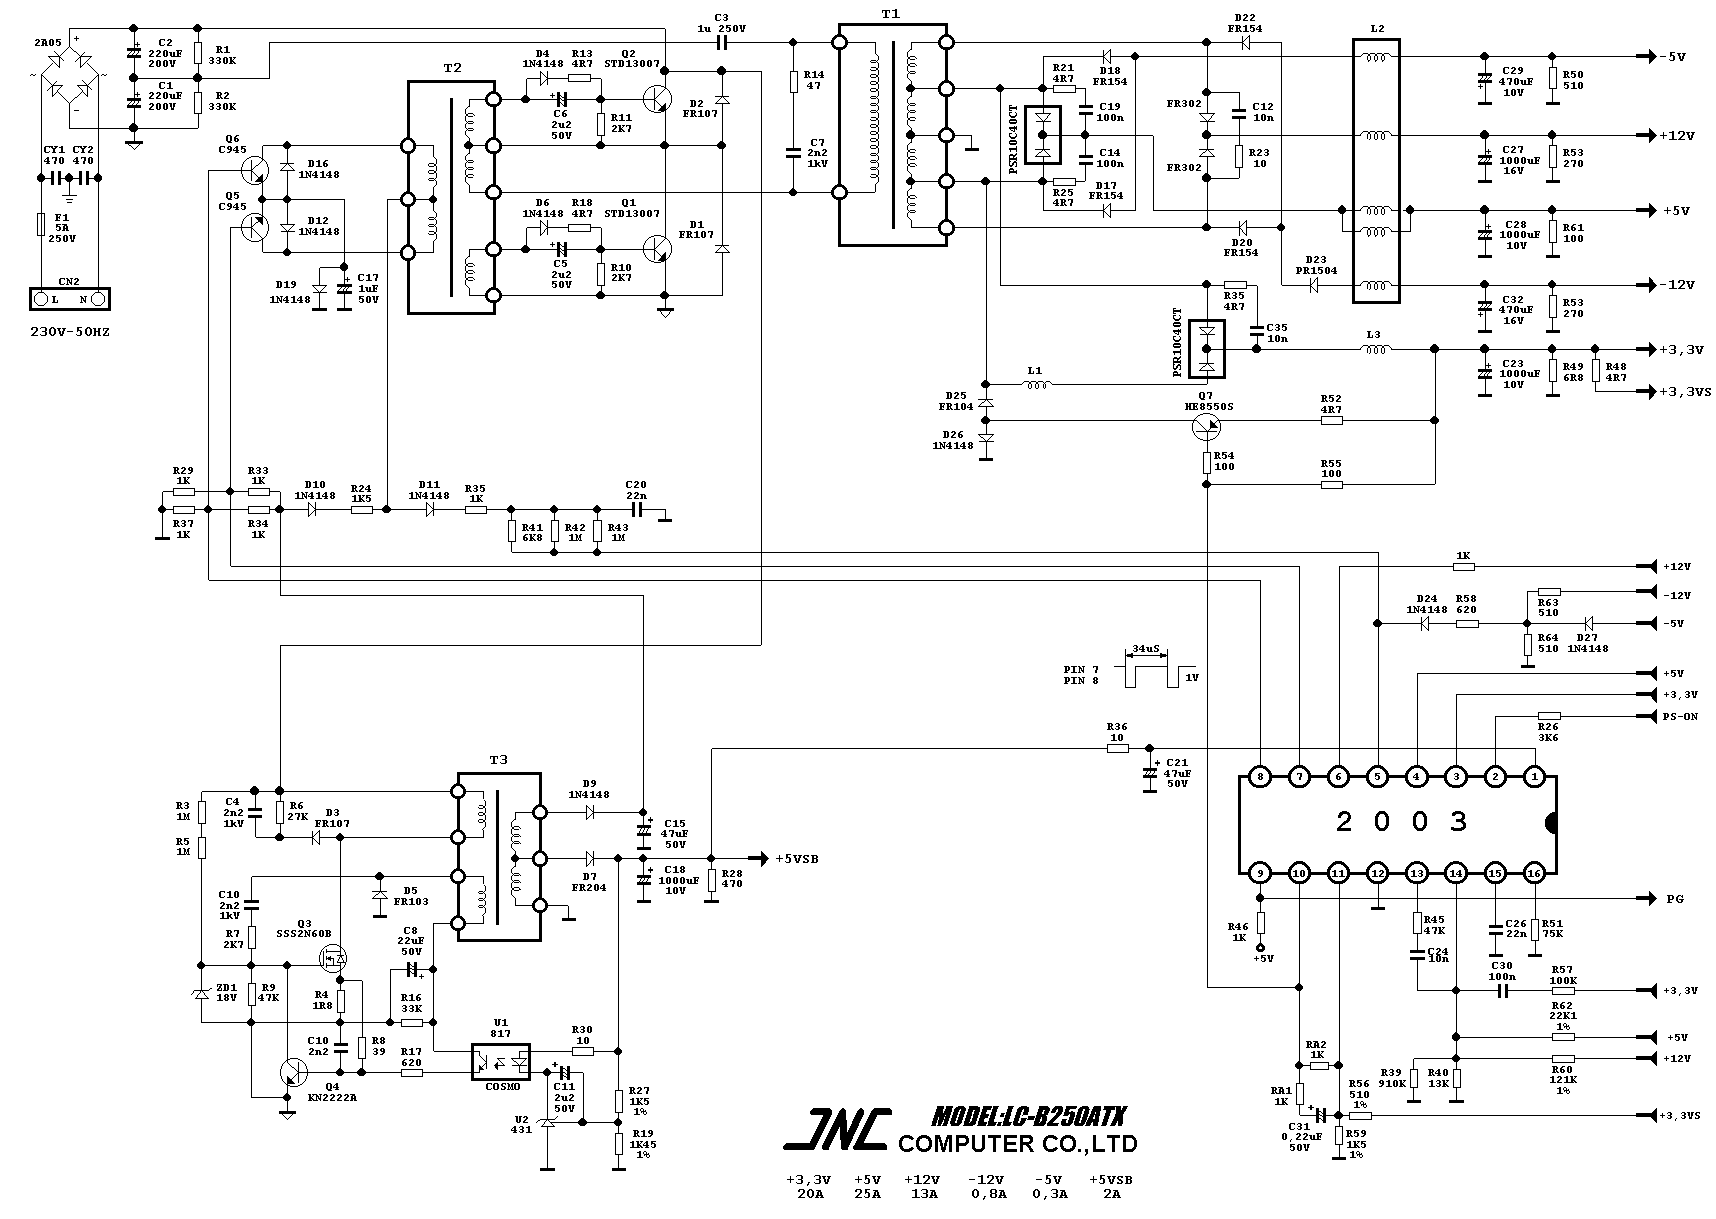 2A05
+
~
~
-
C2
220uF
200V
R1
330K
C1
220uF
200V
R2
330K
CY1
470
CY2
470
F1
5A
250V
CN2
L
N
230V-50HZ
Q6
C945
Q5
C945
D16
1N4148
D12
1N4148
D19
1N4148
C17
1uF
50V
T2
D4
1N4148
R13
4R7
C6
2u2
50V
R11
2K7
Q2
STD13007
D2
FR107
D6
1N4148
R18
4R7
C5
2u2
50V
R10
2K7
Q1
STD13007
D1
FR107
C3
1u 250V
R14
47
C7
2n2
1kV
T1
D22
FR154
D18
FR154
R21
4R7
C19
100n
PSR10C40CT
C14
100n
R25
4R7
D17
FR154
FR302
FR302
C12
10n
R23
10
D20
FR154
D23
PR1504
R35
4R7
C35
10n
PSR10C40CT
L1
L2
L3
D25
FR104
D26
1N4148
Q7
HE8550S
R52
4R7
R54
100
R55
100
C29
470uF
10V
R50
510
-5V
C27
1000uF
16V
R53
270
+12V
C28
1000uF
10V
R61
100
+5V
C32
470uF
16V
R53
270
-12V
C23
1000uF
10V
R49
6R8
R48
4R7
+3,3V
+3,3VS
R29
1K
R33
1K
R37
1K
R34
1K
D10
1N4148
R24
1K5
D11
1N4148
R35
1K
R41
6K8
R42
1M
R43
1M
C20
22n
1K
+12V
R63
510
-12V
D24
1N4148
R58
620
R64
510
D27
1N4148
-5V
+5V
+3,3V
R26
3K6
PS-ON
PIN 7
PIN 8
34uS
1V
R36
10
C21
47uF
50V
8 7 6 5 4 3 2 1
2003
9 10 11 12 13 14 15 16
R46
1K
+5V
PG
R45
47K
C24
10n
C26
22n
R51
75K
C30
100n
R57
100K
+3,3V
R62
22K1
1%
+5V
R39
910K
R40
13K
R60
121K
1%
+12V
RA2
1K
RA1
1K
C31
0,22uF
50V
R56
510
1%
R59
1K5
1%
+3,3VS
T3
R3
1M
R5
1M
C4
2n2
1kV
R6
27K
D3
FR107
C10
2n2
1kV
R7
2K7
Q3
SSS2N60B
D5
FR103
C8
22uF
50V
ZD1
18V
R9
47K
R4
1R8
R16
33K
C10
2n2
R8
39
R17
620
Q4
KN2222A
U1
817
COSMO
R30
10
C11
2u2
50V
U2
431
R27
1K5
1%
R19
1K45
1%
D9
1N4148
C15
47uF
50V
D7
FR204
C18
1000uF
10V
R28
470
+5VSB
JNC MODEL:LC-B250ATX
COMPUTER CO.,LTD
+3,3V +5V +12V -12V -5V +5VSB
20A 25A 13A 0,8A 0,3A 2A